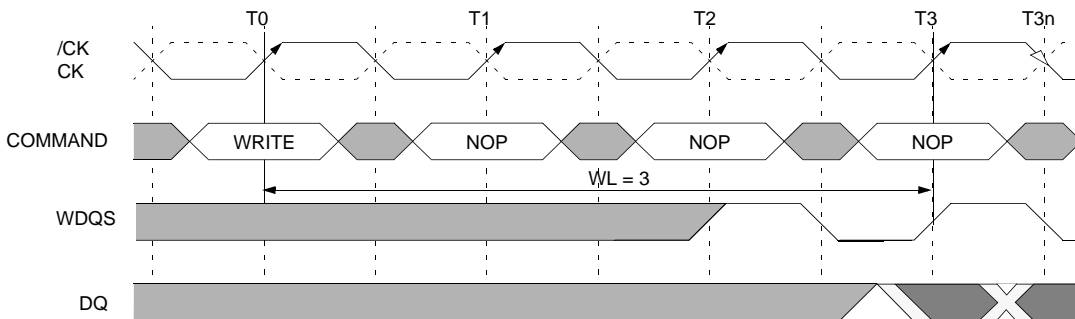 T0 T1 T2 T3 T3n
/CK
CK
COMMAND WRITE NOP NOP NOP
WL = 3
WDQS
DQ